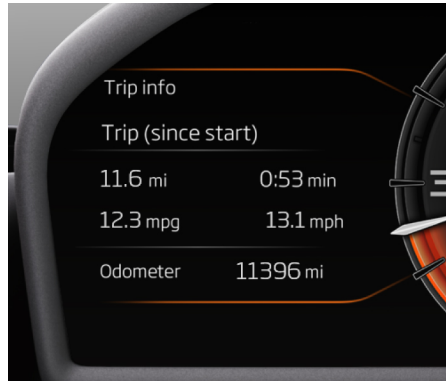 Trip info
Trip (since start)
11.6 mi 0:53 min
12.3 mpg 13.1 mph
Odometer 11396 mi